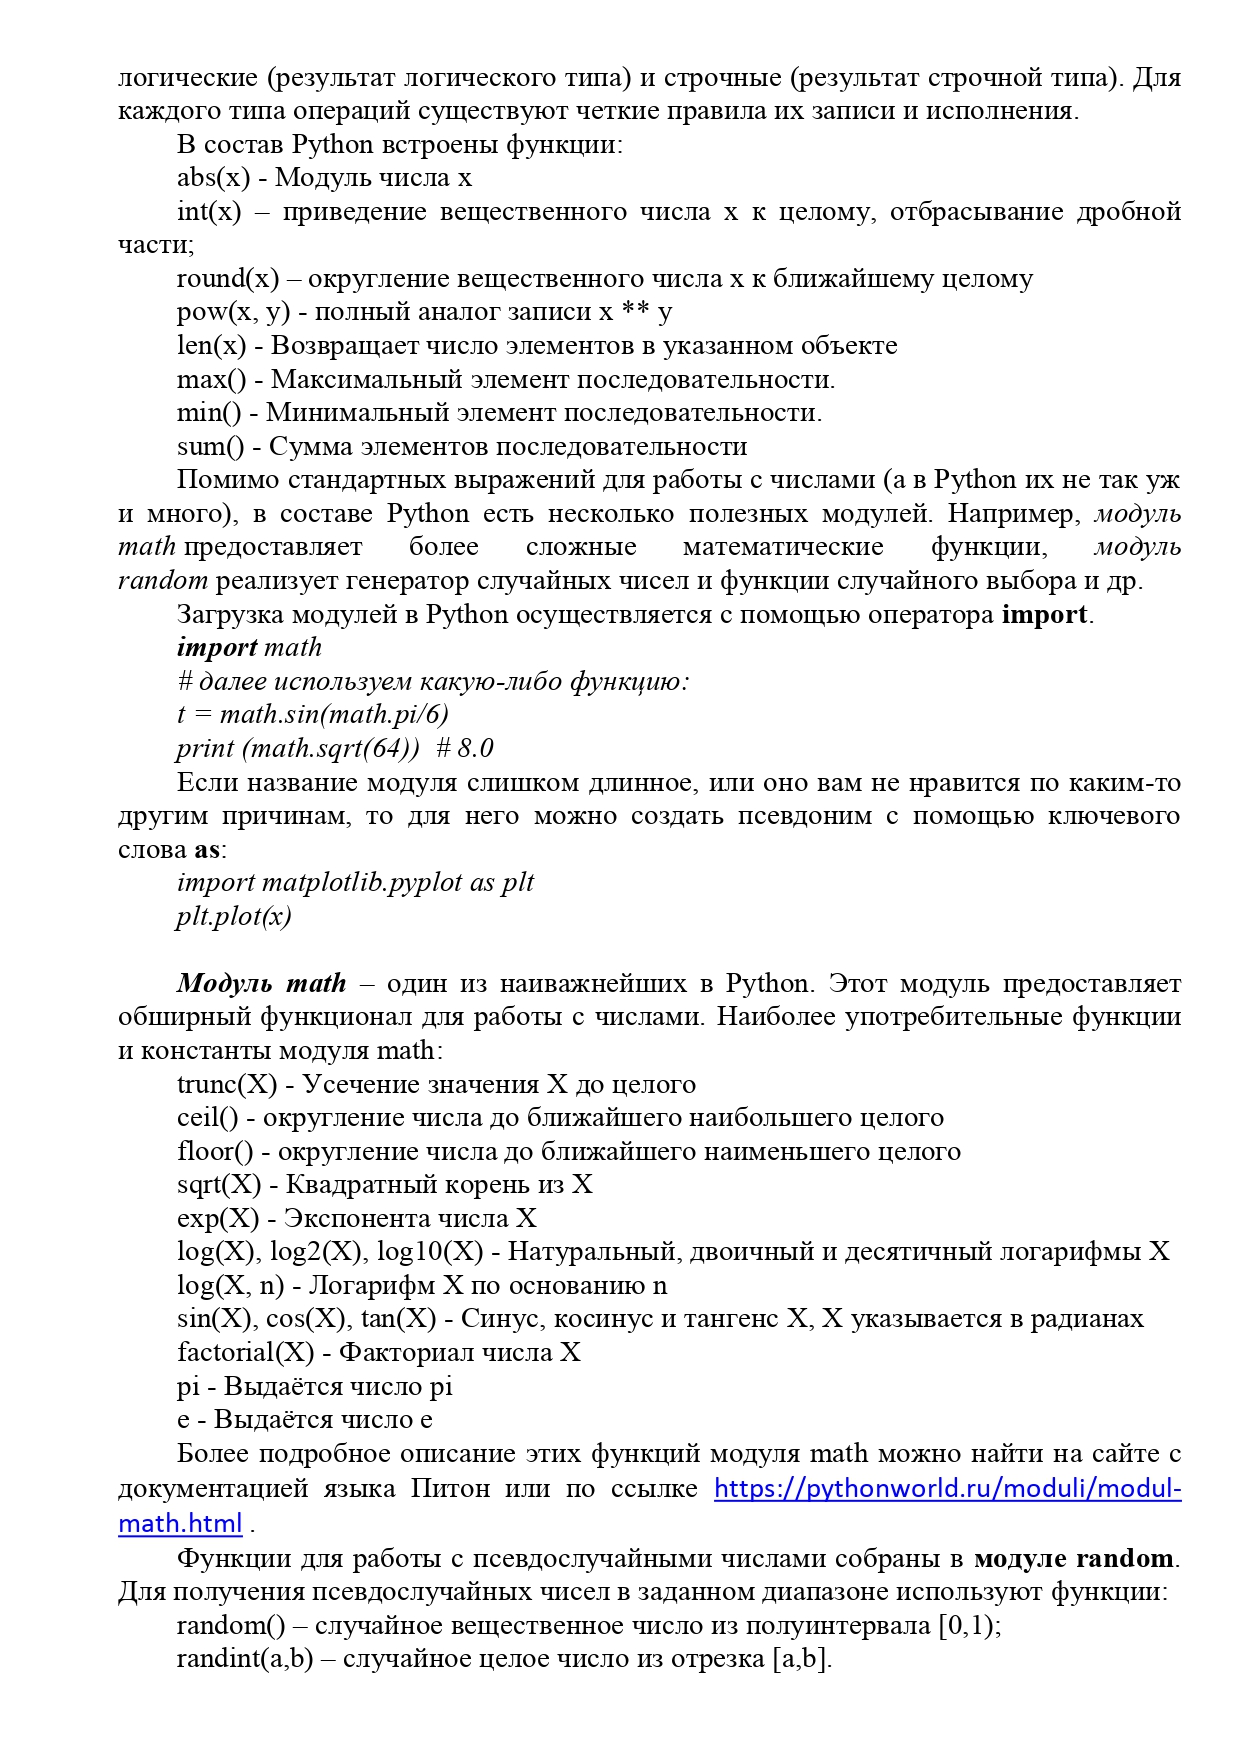 логические (результат логического типа) и строчные (результат строчной типа). Для
каждого типа операций существуют четкие правила их записи и исполнения.
В состав Python встроены функции:
abs(x) - Модуль числа x
int(x) – приведение вещественного числа x к целому, отбрасывание дробной
части;
round(x) – округление вещественного числа x к ближайшему целому
pow(x, y) - полный аналог записи x ** y
len(x) - Возвращает число элементов в указанном объекте
max() - Максимальный элемент последовательности.
min() - Минимальный элемент последовательности.
sum() - Сумма элементов последовательности
Помимо стандартных выражений для работы с числами (а в Python их не так уж
и много), в составе Python есть несколько полезных модулей. Например, модуль
math предоставляет более сложные математические функции, модуль
random реализует генератор случайных чисел и функции случайного выбора и др.
Загрузка модулей в Python осуществляется с помощью оператора import.
import math
# далее используем какую-либо функцию:
t = math.sin(math.pi/6)
print (math.sqrt(64))  # 8.0
Если название модуля слишком длинное, или оно вам не нравится по каким-то
другим причинам, то для него можно создать псевдоним с помощью ключевого
слова as:
import matplotlib.pyplot as plt
plt.plot(x)
Модуль math – один из наиважнейших в Python. Этот модуль предоставляет
обширный функционал для работы с числами. Наиболее употребительные функции
и константы модуля math:
trunc(X) - Усечение значения X до целого
ceil() - округление числа до ближайшего наибольшего целого
floor() - округление числа до ближайшего наименьшего целого
sqrt(X) - Квадратный корень из X
exp(X) - Экспонента числа X
log(X), log2(X), log10(X) - Натуральный, двоичный и десятичный логарифмы X
log(X, n) - Логарифм X по основанию n
sin(X), cos(X), tan(X) - Синус, косинус и тангенс X, X указывается в радианах
factorial(X) - Факториал числа X
pi - Выдаётся число pi
e - Выдаётся число e
Более подробное описание этих функций модуля math можно найти на сайте с
документацией языка Питон или по ссылке https://pythonworld.ru/moduli/modul-
math.html .
Функции для работы с псевдослучайными числами собраны в модуле random.
Для получения псевдослучайных чисел в заданном диапазоне используют функции:
random() – случайное вещественное число из полуинтервала [0,1);
randint(a,b) – случайное целое число из отрезка [a,b].